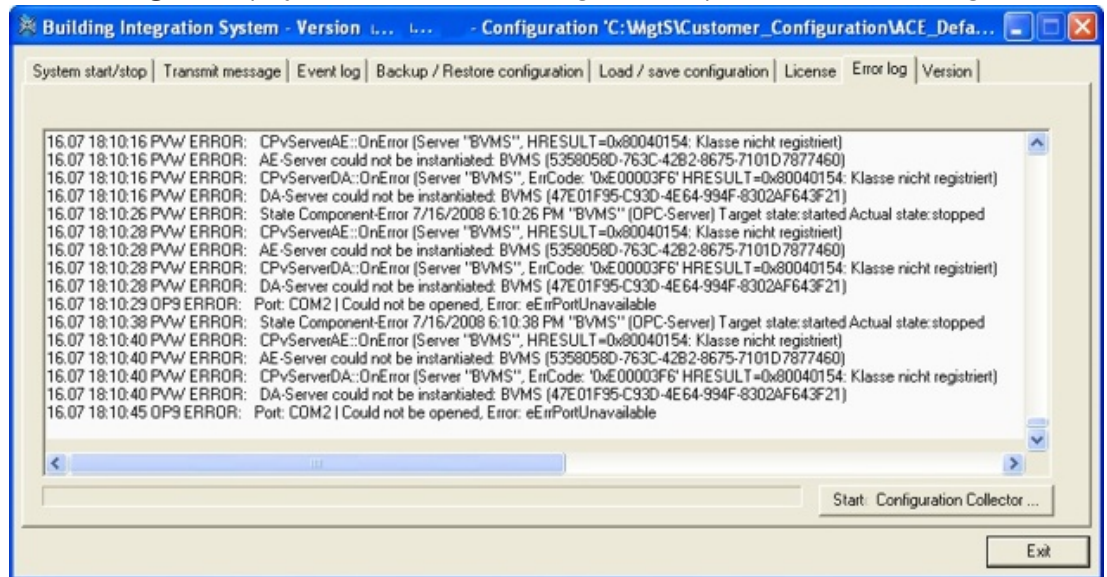 Building Integration System - Version - Configuration 'C:\MgtS\Customer_Configuration\ACE_Defa...
System start/stop Transmit message Event log Backup / Restore configuration Load / save configuration License Error log Version
16.07 18:10:16 PVW ERROR: CPvServerAE::OnError (Server "BVMS", HRESULT=0x80040154: Klasse nicht registriert)
16.07 18:10:16 PVW ERROR: AE-Server could not be instantiated: BVMS (5358058D-763C-42B2-8675-7101D7877460)
16.07 18:10:16 PVW ERROR: CPvServerDA::OnError (Server "BVMS", ErrCode: '0xE00003F6' HRESULT=0x80040154: Klasse nicht registriert)
16.07 18:10:16 PVW ERROR: DA-Server could not be instantiated: BVMS (47E01F95-C93D-4E64-994F-8302AF643F21)
16.07 18:10:26 PVW ERROR: State Component-Error 7/16/2008 6:10:26 PM "BVMS" (OPC-Server) Target state:started Actual state:stopped
16.07 18:10:28 PVW ERROR: CPvServerAE::OnError (Server "BVMS", HRESULT=0x80040154: Klasse nicht registriert)
16.07 18:10:28 PVW ERROR: AE-Server could not be instantiated: BVMS (5358058D-763C-42B2-8675-7101D7877460)
16.07 18:10:28 PVW ERROR: CPvServerDA::OnError (Server "BVMS", ErrCode: '0xE00003F6' HRESULT=0x80040154: Klasse nicht registriert)
16.07 18:10:28 PVW ERROR: DA-Server could not be instantiated: BVMS (47E01F95-C93D-4E64-994F-8302AF643F21)
16.07 18:10:29 OP9 ERROR: Port: COM2 | Could not be opened, Error: eErrPortUnavailable
16.07 18:10:38 PVW ERROR: State Component-Error 7/16/2008 6:10:38 PM "BVMS" (OPC-Server) Target state:started Actual state:stopped
16.07 18:10:40 PVW ERROR: CPvServerAE::OnError (Server "BVMS", HRESULT=0x80040154: Klasse nicht registriert)
16.07 18:10:40 PVW ERROR: AE-Server could not be instantiated: BVMS (5358058D-763C-42B2-8675-7101D7877460)
16.07 18:10:40 PVW ERROR: CPvServerDA::OnError (Server "BVMS", ErrCode: '0xE00003F6' HRESULT=0x80040154: Klasse nicht registriert)
16.07 18:10:40 PVW ERROR: DA-Server could not be instantiated: BVMS (47E01F95-C93D-4E64-994F-8302AF643F21)
16.07 18:10:45 OP9 ERROR: Port: COM2 | Could not be opened, Error: eErrPortUnavailable
Start: Configuration Collector ...
Exit